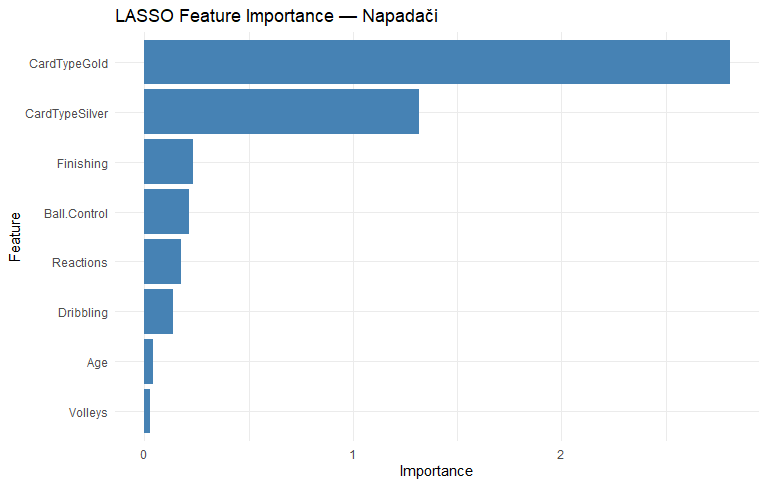 LASSO Feature Importance — Napadači
CardTypeGold
CardTypeSilver
Finishing
Ball.Control
Reactions
Dribbling
Age
Volleys
Feature
0
1
2
Importance